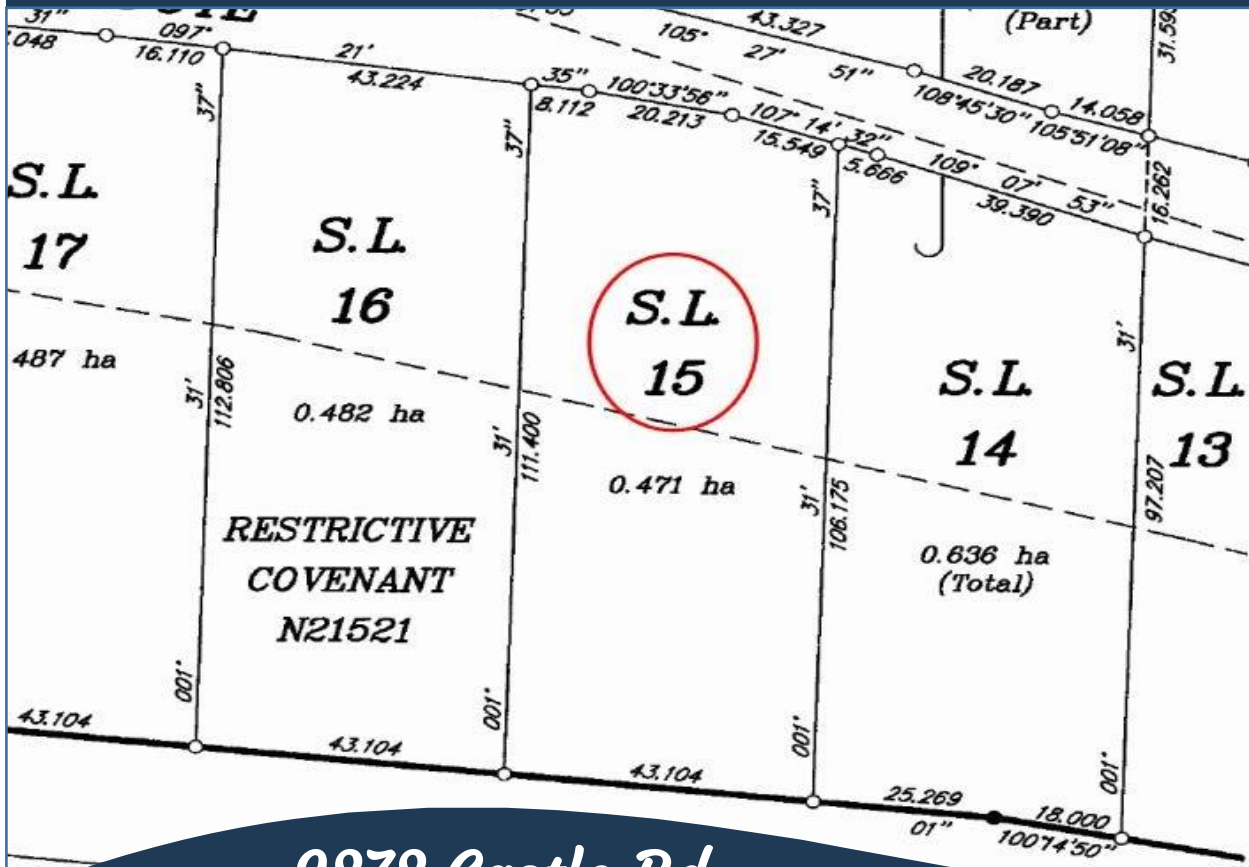 (Part)
43.327
105° 27' 51"
20.187
108°45'30"
14.058
105°51'08"
16.262
31"
097°
16.110
21'
43.224
35"
8.112
100°33'56"
20.213
107° 14' 32"
15.549
5.666
109° 07' 53"
39.390
37"
37"
37"
S.L.
17
S.L.
16
S.L.
15
S.L.
14
S.L.
13
487 ha
0.482 ha
0.471 ha
0.636 ha
(Total)
31'
112.806
31'
111.400
31'
106.175
31'
97.207
RESTRICTIVE
COVENANT
N21521
001°
001°
001°
001°
43.104
43.104
43.104
25.269
01"
18.000
100°14'50"